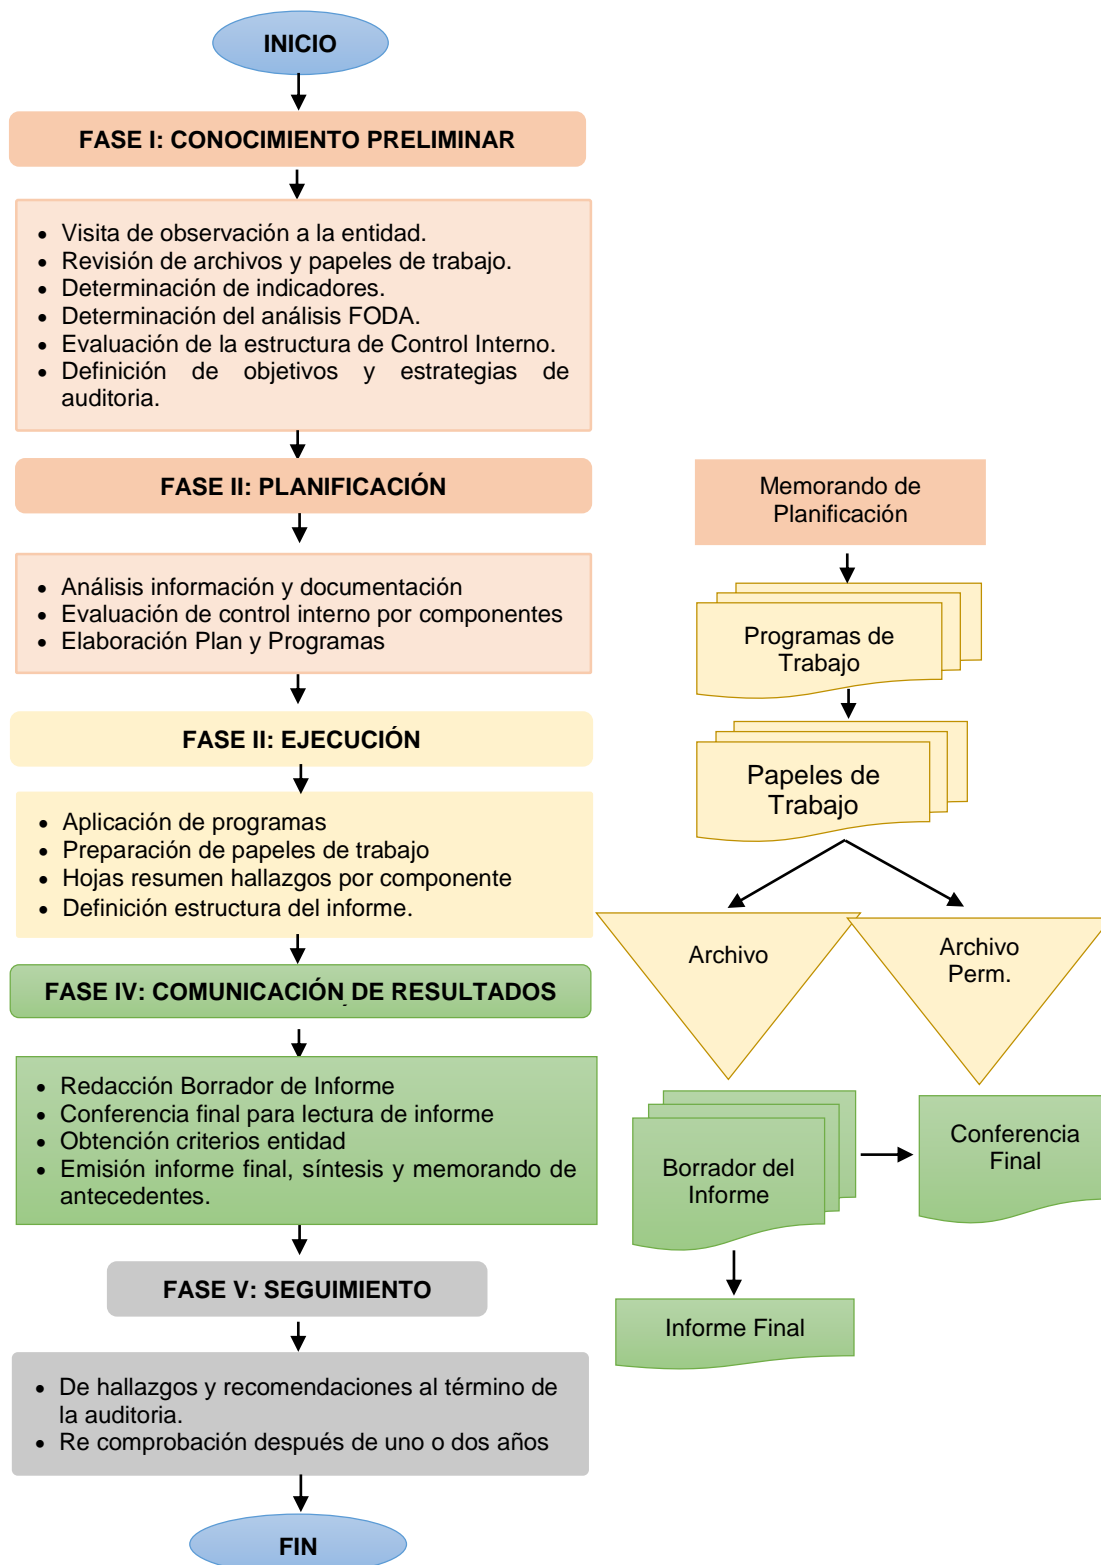 INICIO
FASE I: CONOCIMIENTO PRELIMINAR
• Visita de observación a la entidad.
• Revisión de archivos y papeles de trabajo.
• Determinación de indicadores.
• Determinación del análisis FODA.
• Evaluación de la estructura de Control Interno.
• Definición de objetivos y estrategias de
auditoria.
FASE II: PLANIFICACIÓN
• Análisis información y documentación
• Evaluación de control interno por componentes
• Elaboración Plan y Programas
FASE II: EJECUCIÓN
• Aplicación de programas
• Preparación de papeles de trabajo
• Hojas resumen hallazgos por componente
• Definición estructura del informe.
FASE IV: COMUNICACIÓN DE RESULTADOS
• Redacción Borrador de Informe
• Conferencia final para lectura de informe
• Obtención criterios entidad
• Emisión informe final, síntesis y memorando de
antecedentes.
FASE V: SEGUIMIENTO
• De hallazgos y recomendaciones al término de
la auditoria.
• Re comprobación después de uno o dos años
FIN
Memorando de
Planificación
Programas de
Trabajo
Papeles de
Trabajo
Archivo
Archivo
Perm.
Borrador del
Informe
Conferencia
Final
Informe Final